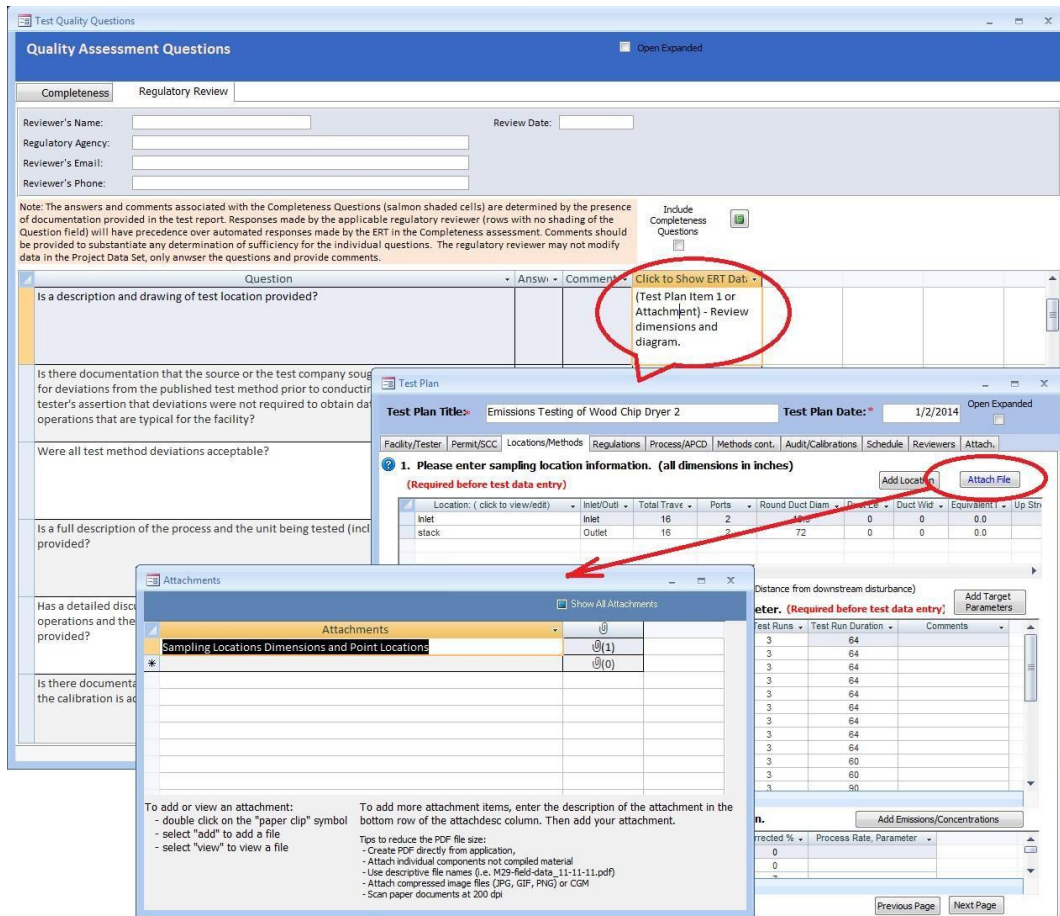 Test Quality Questions
Quality Assessment Questions
Open Expanded
Completeness
Regulatory Review
Reviewer's Name:
Review Date:
Regulatory Agency:
Reviewer's Email:
Reviewer's Phone:
Note: The answers and comments associated with the Completeness Questions (salmon shaded cells) are determined by the presence
of documentation provided in the test report. Responses made by the applicable regulatory reviewer (rows with no shading of the
Question field) will have precedence over automated responses made by the ERT in the Completeness assessment. Comments should
be provided to substantiate any determination of sufficiency for the individual questions. The regulatory reviewer may not modify
data in the Project Data Set, only anwser the questions and provide comments.
Include
Completeness
Questions
Question Answ Comment Click to Show ERT Dat
Is a description and drawing of test location provided?
(Test Plan Item 1 or
Attachment) - Review
dimensions and
diagram.
Is there documentation that the source or the test company soug
for deviations from the published test method prior to conductin
tester's assertion that deviations were not required to obtain dat
operations that are typical for the facility?
Were all test method deviations acceptable?
Is a full description of the process and the unit being tested (incl
provided?
Has a detailed discu
operations and the
provided?
Is there documenta
the calibration is ac
Test Plan
Test Plan Title:* Emissions Testing of Wood Chip Dryer 2
Test Plan Date:* 1/2/2014
Open Expanded
Facility/Tester Permit/SCC Locations/Methods Regulations Process/APCD Methods cont. Audit/Calibrations Schedule Reviewers Attach.
1. Please enter sampling location information. (all dimensions in inches)
(Required before test data entry)
Add Location
Attach File
Location: ( click to view/edit) Inlet/Outl Total Trave Ports Round Duct Diam Duct Wid Equivalent Up Stre
Inlet Inlet 16 2 0 0 0.0
stack Outlet 16 2 72 0 0 0.0
Distance from downstream disturbance)
eter. (Required before test data entry)
Add Target
Parameters
Test Runs Test Run Duration Comments
3 64
3 64
3 64
3 64
3 64
3 64
3 64
3 64
3 64
3 60
3 60
3 90
n.
Add Emissions/Concentrations
rrected % Process Rate, Parameter
0
0
Previous Page Next Page
Attachments
Show All Attachments
Attachments
Sampling Locations Dimensions and Point Locations (1)
* (0)
To add or view an attachment:
- double click on the "paper clip" symbol
- select "add" to add a file
- select "view" to view a file
To add more attachment items, enter the description of the attachment in the
bottom row of the attachdesc column. Then add your attachment.
Tips to reduce the PDF file size:
- Create PDF directly from application,
- Attach individual components not compiled material
- Use descriptive file names (i.e. M29-field-data_11-11-11.pdf)
- Attach compressed image files (JPG, GIF, PNG) or CGM
- Scan paper documents at 200 dpi